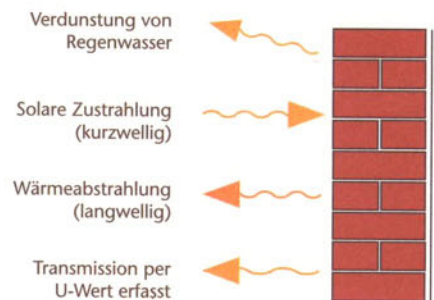 Verdunstung von
Regenwasser
Solare Zustrahlung
(kurzwellig)
Wärmeabstrahlung
(langwellig)
Transmission per
U-Wert erfasst